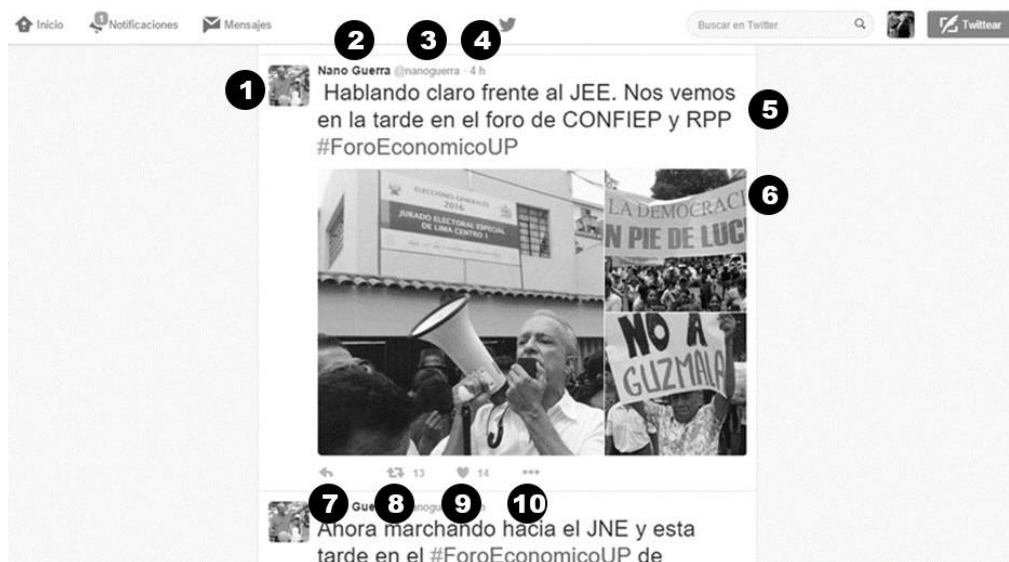 Inicio
1
Notificaciones
Mensajes
Buscar en Twitter
Twittear
2
3
4
1
Nano Guerra @nanoguerra · 4 h
Hablando claro frente al JEE. Nos vemos
en la tarde en el foro de CONFIEP y RPP
#ForoEconomicoUP
5
6
ELECCIONES GENERALES
2016
JURADO ELECTORAL ESPECIAL
DE LIMA CENTRO 1
LA DEMOCRACI
N PIE DE LUC
NO A
GUZMALA
13
14
7
8
9
10
Gue
Ahora marchando hacia el JNE y esta
tarde en el #ForoEconomicoUP de